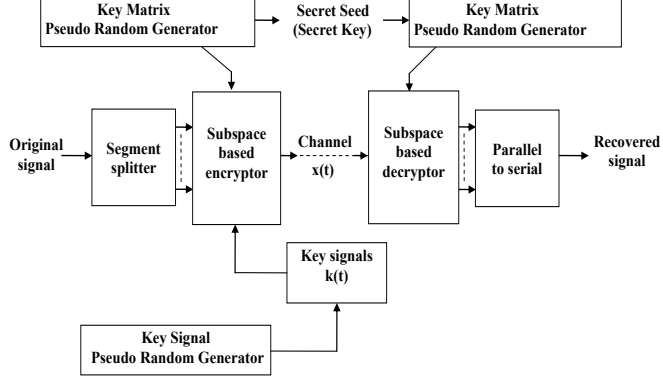 Key Matrix
Pseudo Random Generator
Secret Seed
(Secret Key)
Key Matrix
Pseudo Random Generator
Original
signal
Segment
splitter
Subspace
based
encryptor
Channel
x(t)
Subspace
based
decryptor
Parallel
to serial
Recovered
signal
Key signals
k(t)
Key Signal
Pseudo Random Generator